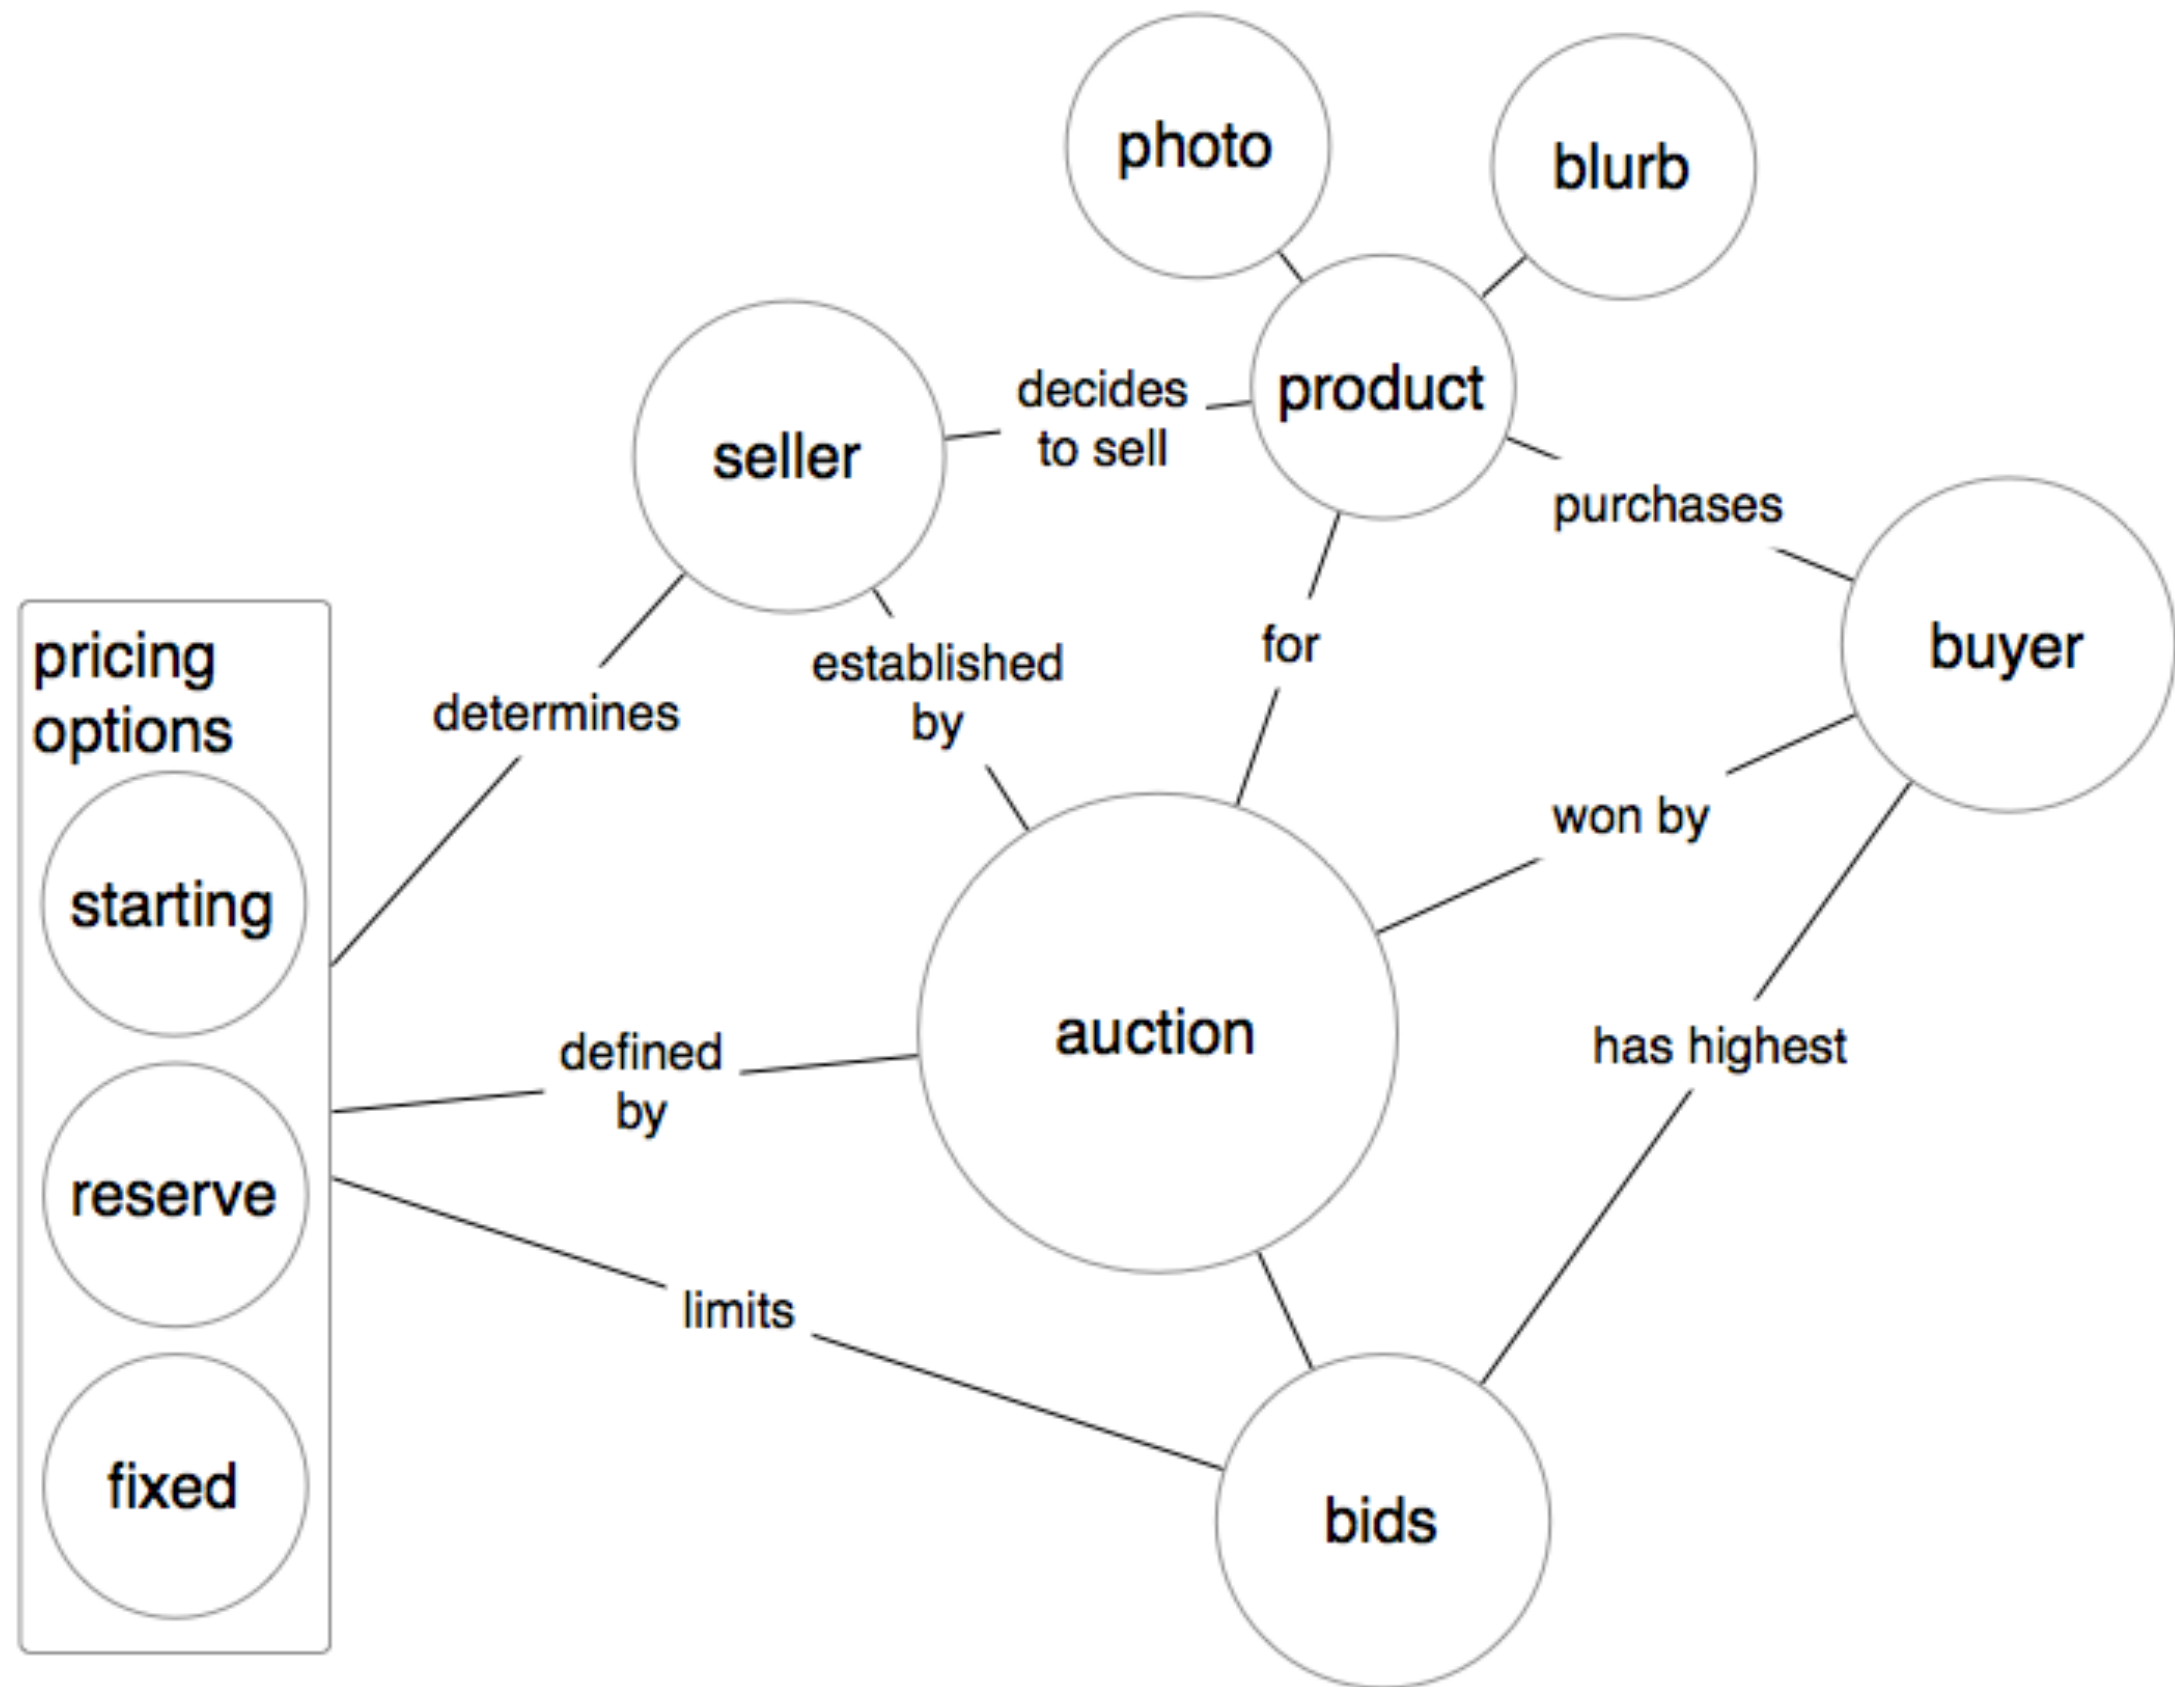 photo
blurb
product
decides
to sell
seller
purchases
buyer
for
established
by
determines
pricing
options
starting
won by
auction
has highest
defined
by
reserve
limits
fixed
bids